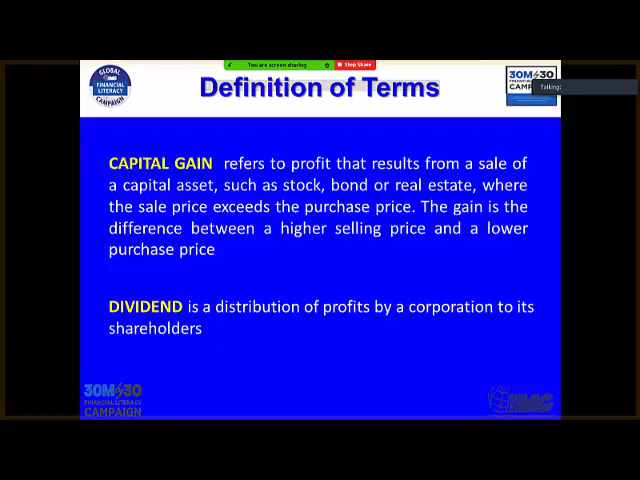 You are screen sharing
Stop Share
GLOBAL
IMG
FINANCIAL
LITERACY
CAMPAIGN
Definition of Terms
30M 30
FINANCIAL
CAMP
Talking:
CAPITAL GAIN refers to profit that results from a sale of
a capital asset, such as stock, bond or real estate, where
the sale price exceeds the purchase price. The gain is the
difference between a higher selling price and a lower
purchase price
DIVIDEND is a distribution of profits by a corporation to its
shareholders
30M 30
FINANCIAL LITERACY
CAMPAIGN
IMG